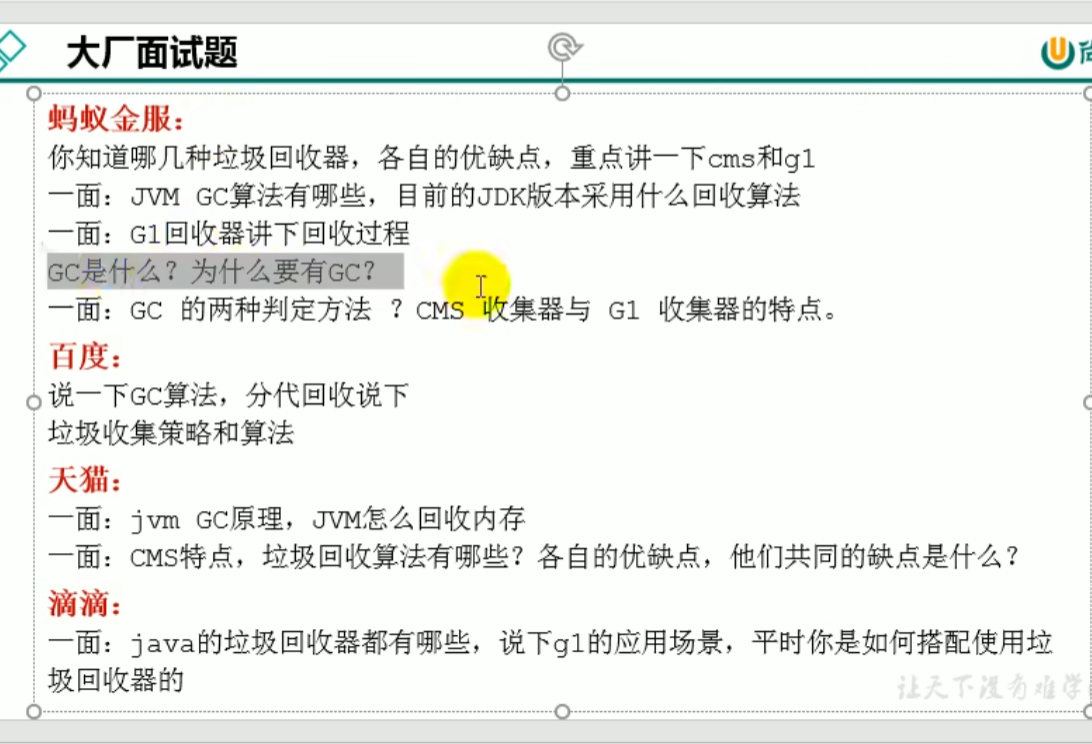 大厂面试题
蚂蚁金服：
你知道哪几种垃圾回收器，各自的优缺点，重点讲一下cms和g1
一面：JVM GC算法有哪些，目前的JDK版本采用什么回收算法
一面：G1回收器讲下回收过程
GC是什么？为什么要有GC？
一面：GC 的两种判定方法 ？CMS 收集器与 G1 收集器的特点。
百度：
说一下GC算法，分代回收说下
垃圾收集策略和算法
天猫：
一面：jvm GC原理，JVM怎么回收内存
一面：CMS特点，垃圾回收算法有哪些？各自的优缺点，他们共同的缺点是什么？
滴滴：
一面：java的垃圾回收器都有哪些，说下g1的应用场景，平时你是如何搭配使用垃
圾回收器的
让天下没有难学